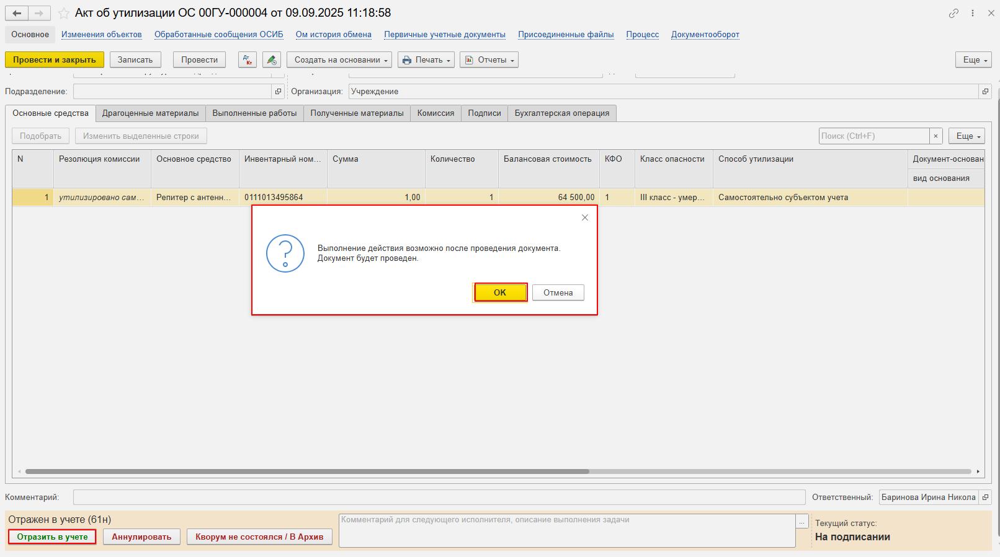 Акт об утилизации ОС 00ГУ-000004 от 09.09.2025 11:18:58
Основное Изменения объектов Обработанные сообщения ОСИБ Ом история обмена Первичные учетные документы Присоединенные файлы Процесс Документооборот
Провести и закрыть Записать Провести Дт Кт Создать на основании Печать Отчеты Еще
Подразделение: Организация: Учреждение
Основные средства Драгоценные материалы Выполненные работы Полученные материалы Комиссия Подписи Бухгалтерская операция
Подобрать Изменить выделенные строки Поиск (Ctrl+F) × Еще
N Резолюция комиссии Основное средство Инвентарный ном... Сумма Количество Балансовая стоимость КФО Класс опасности Способ утилизации Документ-основан
вид основания
1 утилизировано сам... Репитер с антенн... 0111013495864 1,00 1 64 500,00 1 III класс - умер... Самостоятельно субъектом учета
Выполнение действия возможно после проведения документа.
Документ будет проведен.
ОК Отмена
Комментарий: Ответственный: Баринова Ирина Никола
Отражен в учете (61н)
Комментарий для следующего исполнителя, описание выполнения задачи
...
Текущий статус:
Отразить в учете Аннулировать Кворум не состоялся / В Архив
На подписании